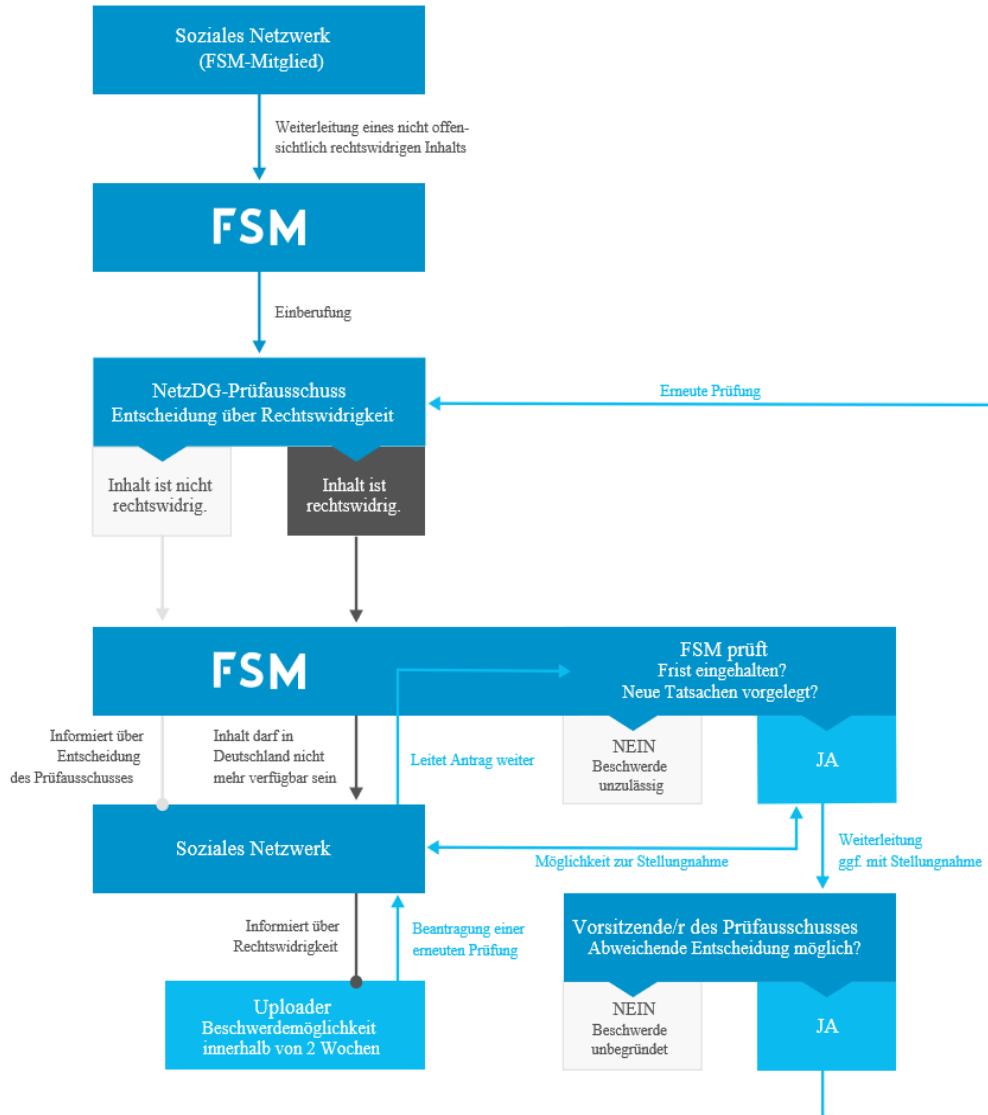 Soziales Netzwerk
(FSM-Mitglied)
Weiterleitung eines nicht offen-
sichtlich rechtswidrigen Inhalts
FSM
Einberufung
NetzDG-Prüfausschuss
Entscheidung über Rechtswidrigkeit
Erneute Prüfung
Inhalt ist nicht
rechtswidrig.
Inhalt ist
rechtswidrig.
FSM
FSM prüft
Frist eingehalten?
Neue Tatsachen vorgelegt?
Informiert über
Entscheidung
des Prüfausschusses
Inhalt darf in
Deutschland nicht
mehr verfügbar sein
Leitet Antrag weiter
NEIN
Beschwerde
unzulässig
JA
Soziales Netzwerk
Möglichkeit zur Stellungnahme
Weiterleitung
ggf. mit Stellungnahme
Informiert über
Rechtswidrigkeit
Beantragung einer
erneuten Prüfung
Vorsitzende/r des Prüfausschusses
Abweichende Entscheidung möglich?
Uploader
Beschwerdemöglichkeit
innerhalb von 2 Wochen
NEIN
Beschwerde
unbegründet
JA